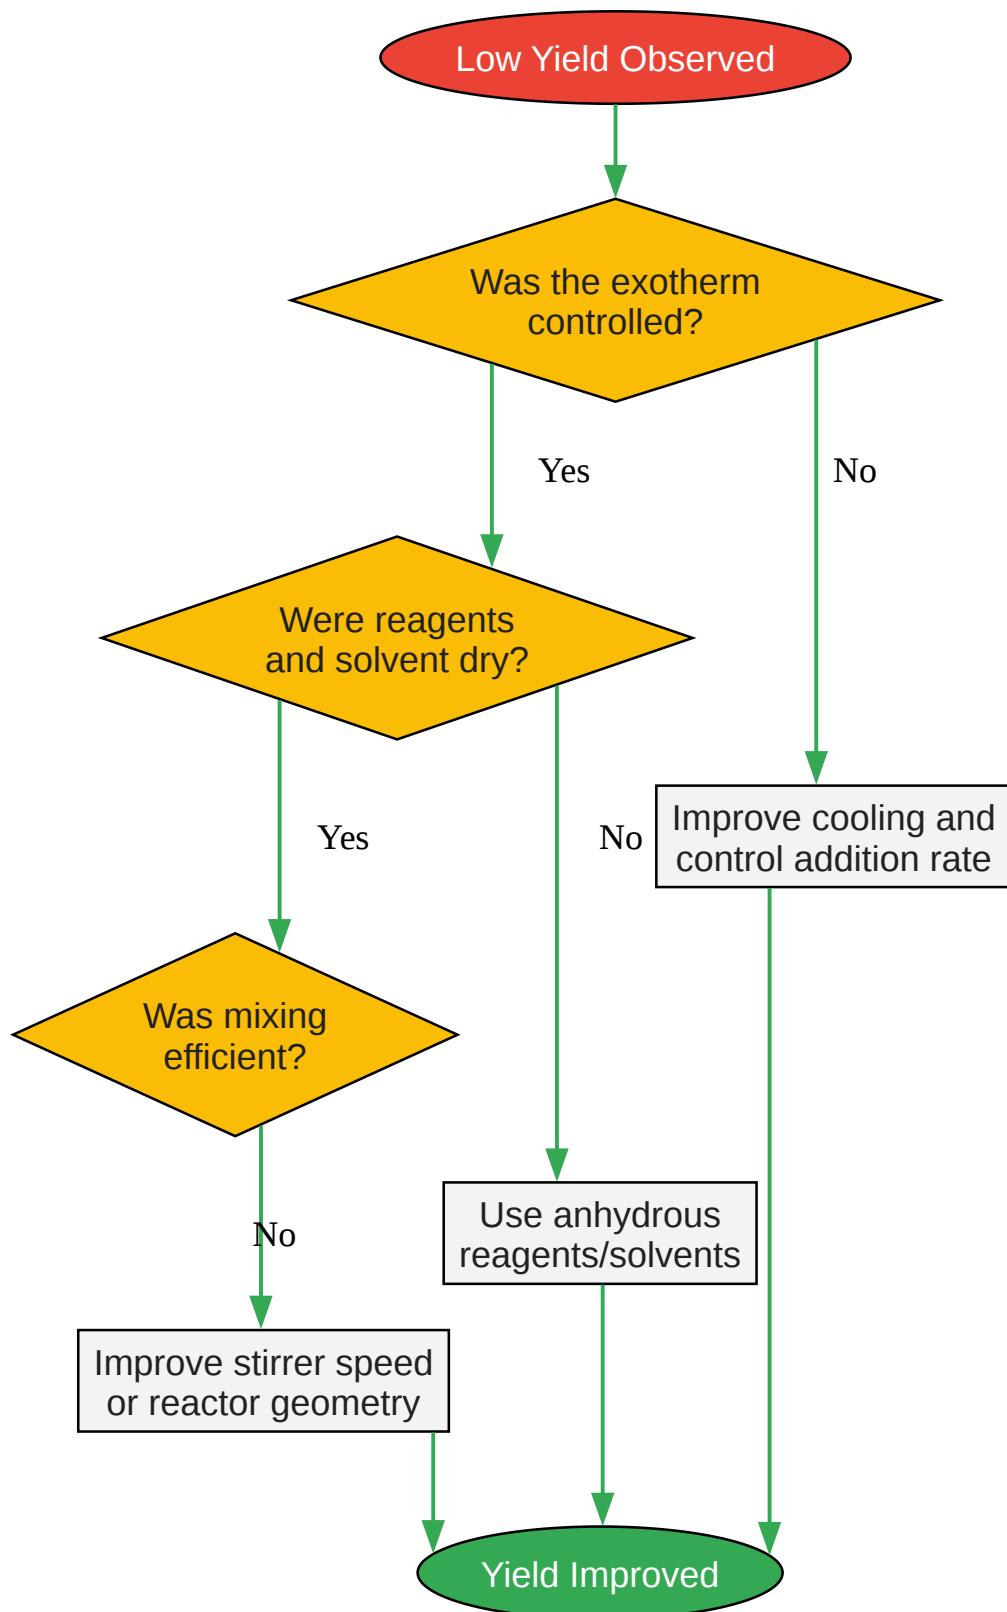 Low Yield Observed
Was the exotherm
controlled?
Yes
No
Were reagents
and solvent dry?
Yes
No
Improve cooling and
control addition rate
Was mixing
efficient?
No
Use anhydrous
reagents/solvents
Improve stirrer speed
or reactor geometry
Yield Improved